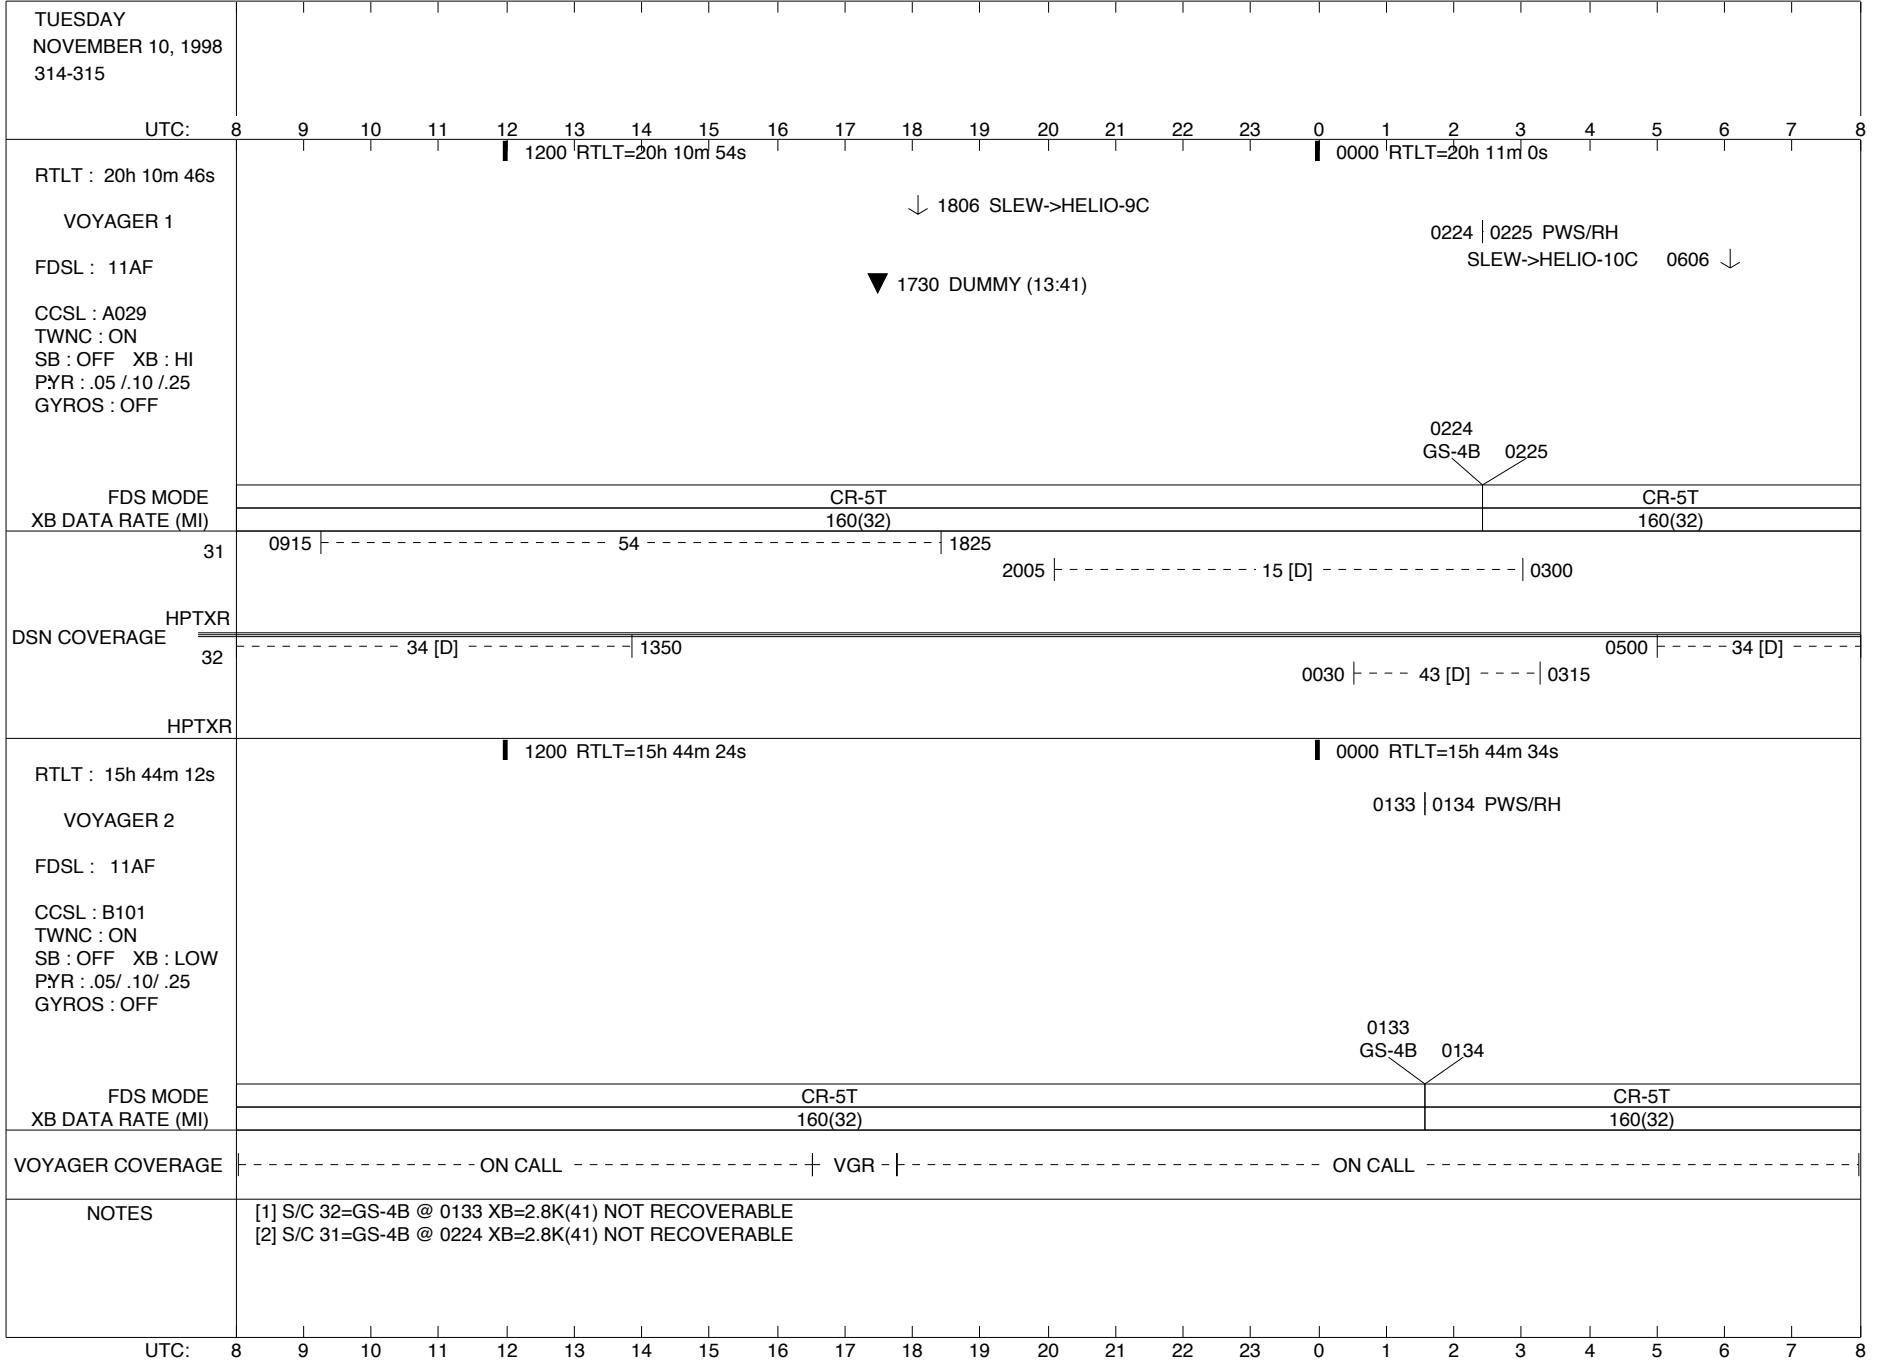 TUESDAY
NOVEMBER 10, 1998
314-315
UTC: 8 9 10 11 12 13 14 15 16 17 18 19 20 21 22 23 0 1 2 3 4 5 6 7 8
1200 RTLT=20h 10m 54s 0000 RTLT=20h 11m 0s
RTLT : 20h 10m 46s
1806 SLEW->HELIO-9C
VOYAGER 1
0224 0225 PWS/RH
SLEW->HELIO-10C 0606
FDSL : 11AF
1730 DUMMY (13:41)
CCSL : A029
TWNC : ON
SB : OFF XB : HI
P:YR : .05 /.10 /.25
GYROS : OFF
0224
GS-4B 0225
FDS MODE CR-5T CR-5T
XB DATA RATE (MI) 160(32) 160(32)
31 0915 54 1825
2005 15 [D] 0300
HPTXR
DSN COVERAGE
32 34 [D] 1350 0500 34 [D]
0030 43 [D] 0315
HPTXR
1200 RTLT=15h 44m 24s 0000 RTLT=15h 44m 34s
RTLT : 15h 44m 12s
0133 0134 PWS/RH
VOYAGER 2
FDSL : 11AF
CCSL : B101
TWNC : ON
SB : OFF XB : LOW
P:YR : .05/ .10/ .25
GYROS : OFF
0133
GS-4B 0134
FDS MODE CR-5T CR-5T
XB DATA RATE (MI) 160(32) 160(32)
VOYAGER COVERAGE ON CALL VGR ON CALL
NOTES [1] S/C 32=GS-4B @ 0133 XB=2.8K(41) NOT RECOVERABLE
[2] S/C 31=GS-4B @ 0224 XB=2.8K(41) NOT RECOVERABLE
UTC: 8 9 10 11 12 13 14 15 16 17 18 19 20 21 22 23 0 1 2 3 4 5 6 7 8